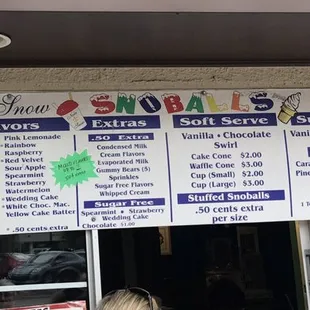 Snow
SNOBALLS
VORS
Pink Lemonade
Rainbow
Raspberry
Red Velvet
Sour Apple
Spearmint
Strawberry
Watermelon
Wedding Cake
White Choc. Mac.
Yellow Cake Batter
.50 cents extra
Extras
.50 Extra
Condensed Milk
Cream Flavors
Evaporated Milk
Gummy Bears (5)
Sprinkles
Sugar Free Flavors
Whipped Cream
Sugar Free
Spearmint • Strawberry
Wedding Cake
Chocolate $1.00
Soft Serve
Vanilla • Chocolate
Swirl
Cake Cone $2.00
Waffle Cone $3.00
Cup (Small) $2.00
Cup (Large) $3.00
Stuffed Snoballs
.50 cents extra
per size
Su